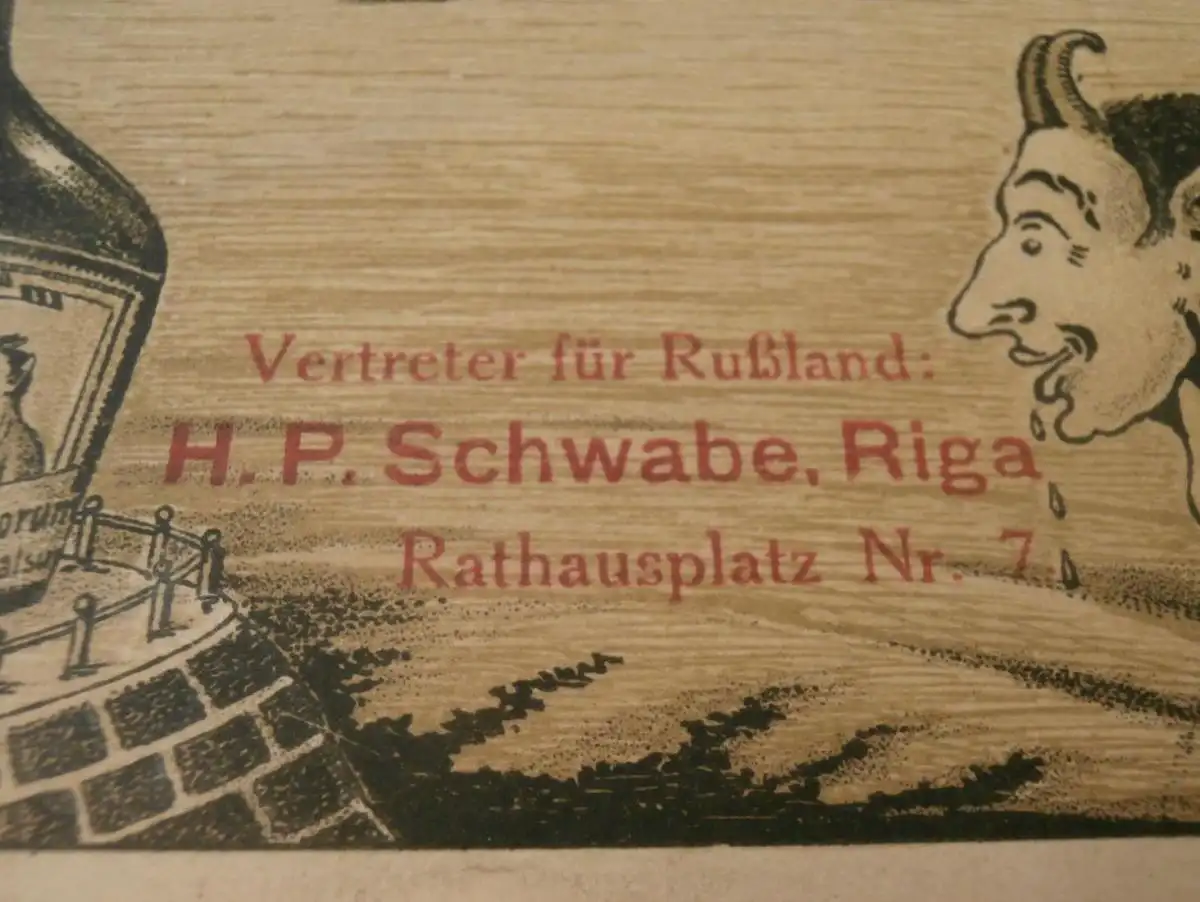 Vertreter für Rußland:
H. P. Schwabe, Riga
Rathausplatz Nr. 7